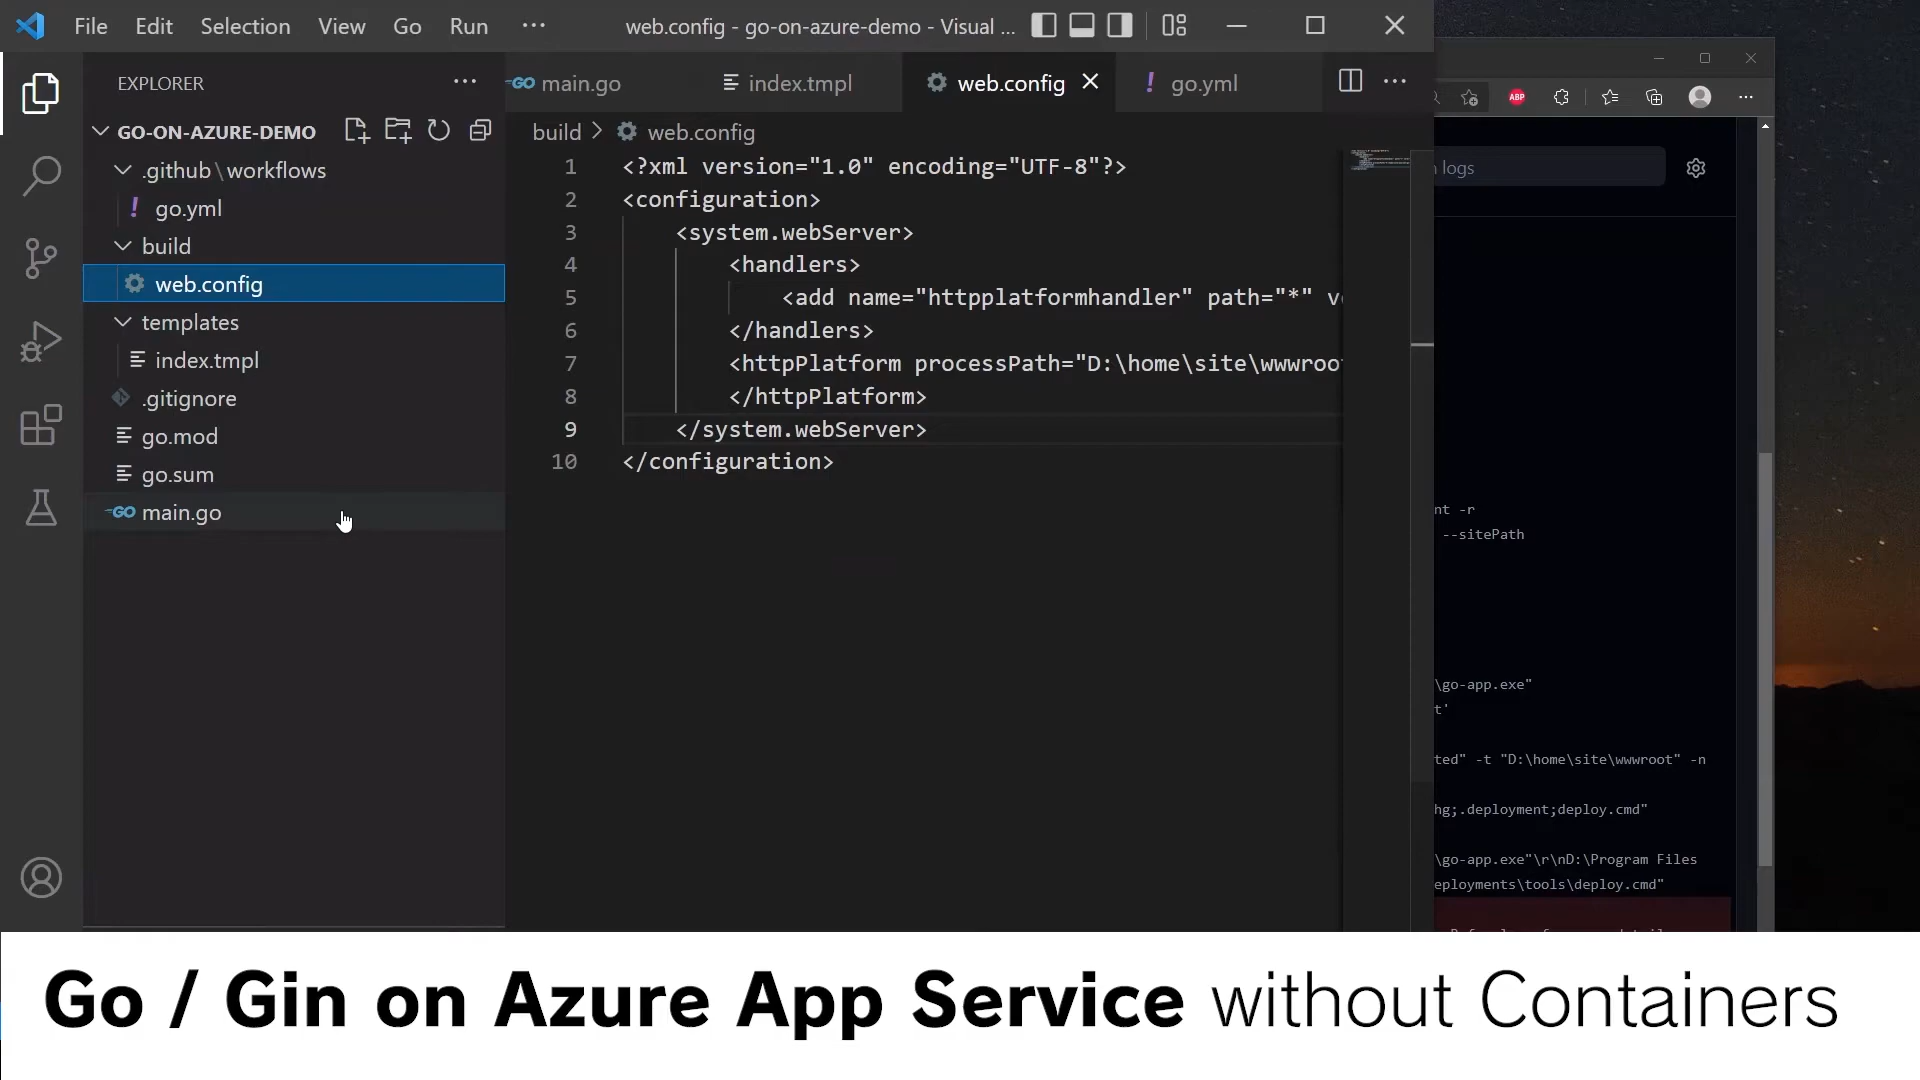 File Edit Selection View Go Run ··· web.config - go-on-azure-demo - Visual ...
EXPLORER ···
GO main.go index.tmpl web.config ! go.yml ···
GO-ON-AZURE-DEMO
.github\workflows
! go.yml
build
web.config
templates
index.tmpl
.gitignore
go.mod
go.sum
GO main.go
build > web.config
1 <?xml version="1.0" encoding="UTF-8"?>
2 <configuration>
3 <system.webServer>
4 <handlers>
5 <add name="httpplatformhandler" path="*"
6 </handlers>
7 <httpPlatform processPath="D:\home\site\wwwroot
8 </httpPlatform>
9 </system.webServer>
10 </configuration>
ABP ···
logs
nt -r
--sitePath
\go-app.exe"
t'
ted" -t "D:\home\site\wwwroot" -n
hg;.deployment;deploy.cmd"
\go-app.exe"\r\nD:\Program Files
eployments\tools\deploy.cmd"
Go / Gin on Azure App Service without Containers